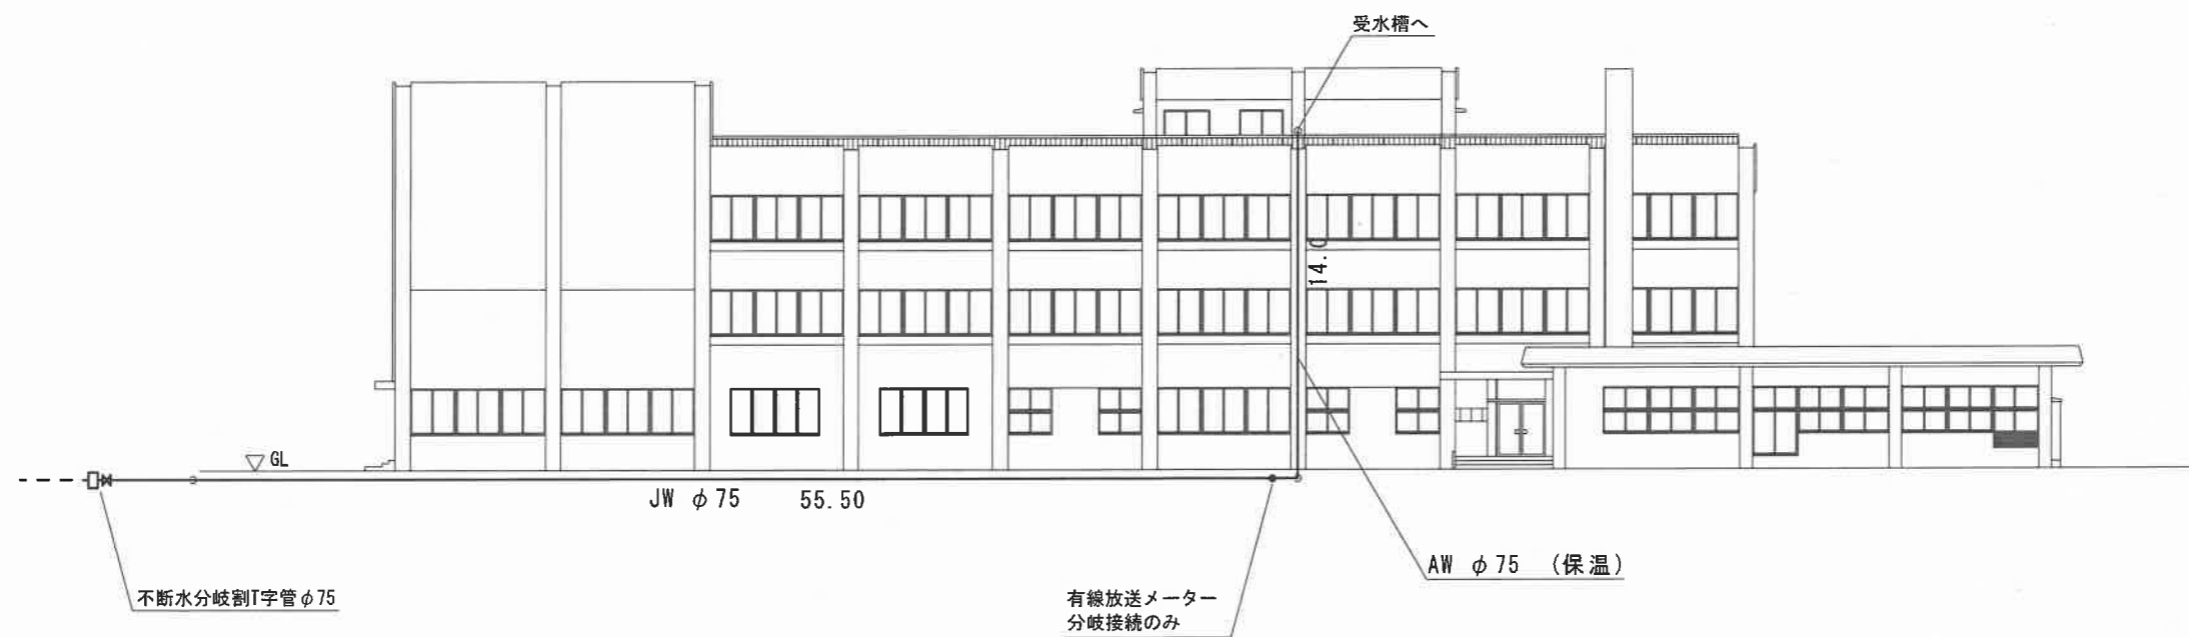 受水槽へ
14.0
GL
JW φ75 55.50
AW φ75 (保温)
不断水分岐割T字管φ75
有線放送メーター
分岐接続のみ